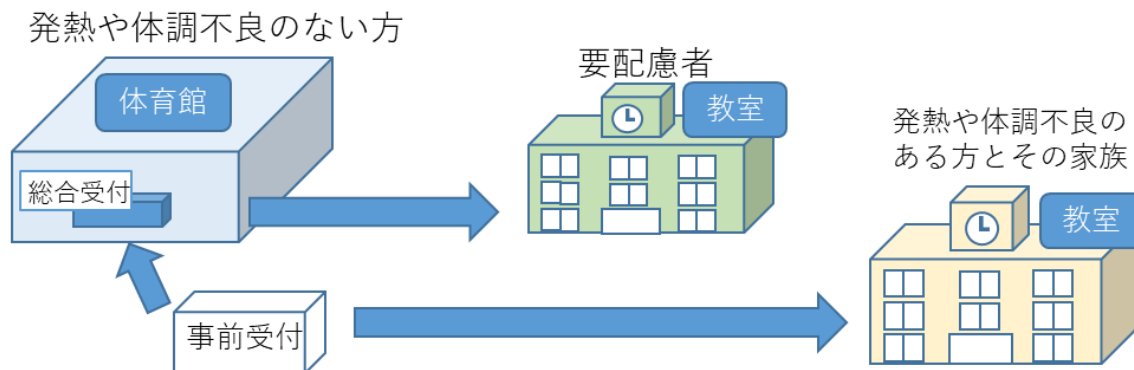 発熱や体調不良のない方
体育館
総合受付
事前受付
要配慮者
教室
発熱や体調不良の
ある方とその家族
教室